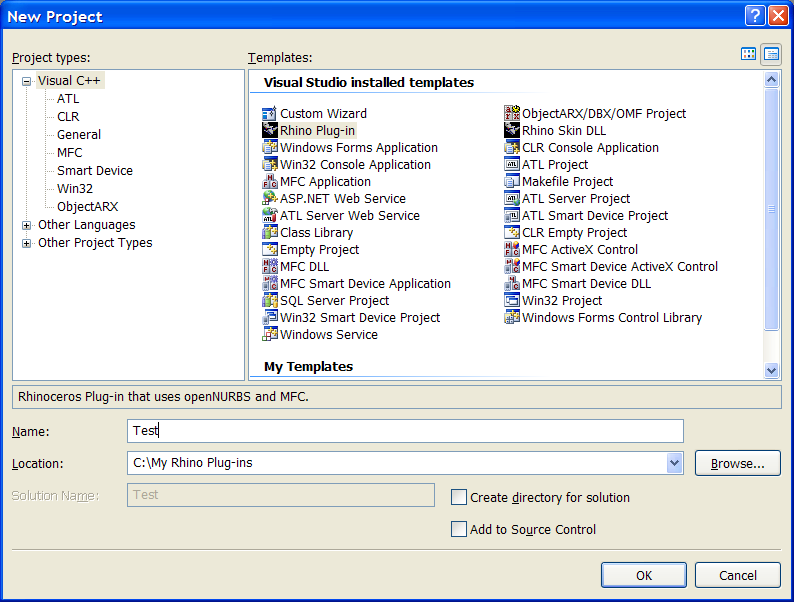 New Project
Project types:
Templates:
Visual C++
ATL
CLR
General
MFC
Smart Device
Win32
ObjectARX
Other Languages
Other Project Types
Visual Studio installed templates
Custom Wizard
Rhino Plug-in
Windows Forms Application
Win32 Console Application
MFC Application
ASP.NET Web Service
ATL Server Web Service
Class Library
Empty Project
MFC DLL
MFC Smart Device Application
SQL Server Project
Win32 Smart Device Project
Windows Service
ObjectARX/DBX/OMF Project
Rhino Skin DLL
CLR Console Application
ATL Project
Makefile Project
ATL Server Project
ATL Smart Device Project
CLR Empty Project
MFC ActiveX Control
MFC Smart Device ActiveX Control
MFC Smart Device DLL
Win32 Project
Windows Forms Control Library
My Templates
Rhinoceros Plug-in that uses openNURBS and MFC.
Name:
Test
Location:
C:\My Rhino Plug-ins
Browse...
Solution Name:
Test
Create directory for solution
Add to Source Control
OK
Cancel